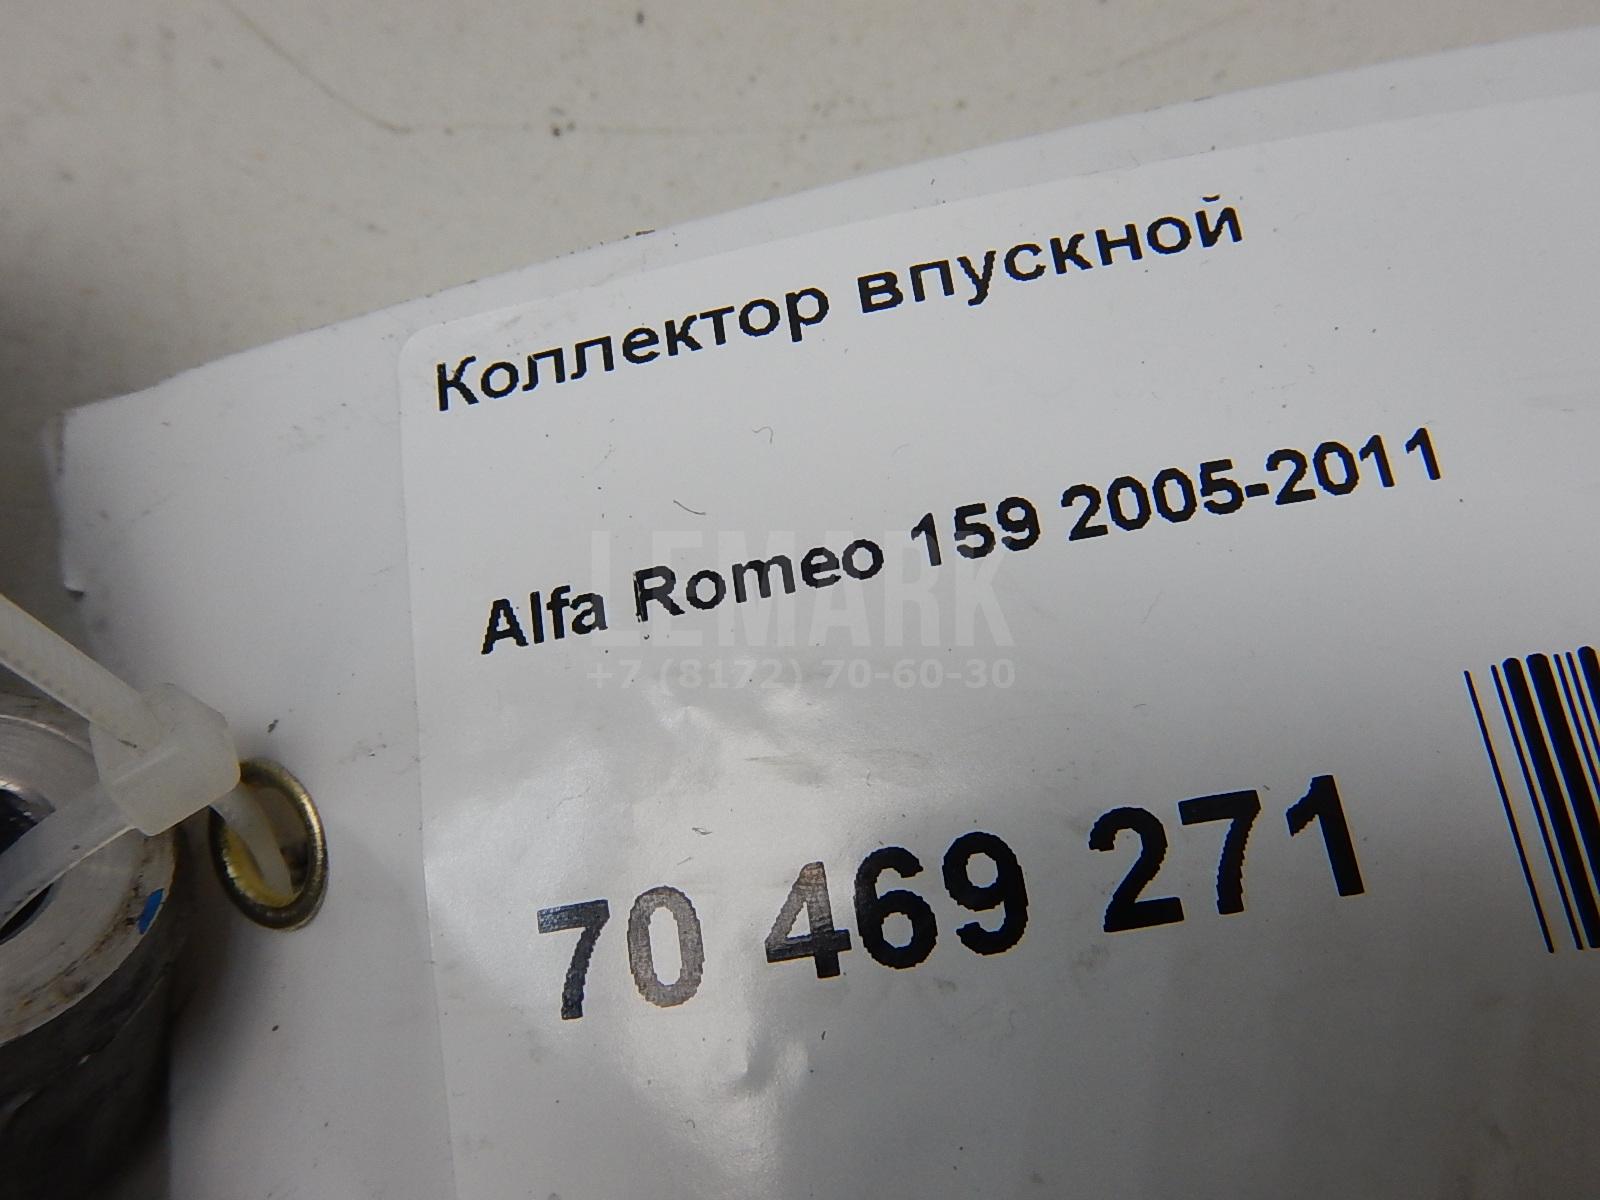 Коллектор впускной
Alfa Romeo 159 2005-2011
LEMARK
+7 (8172) 70-60-30
70 469 271